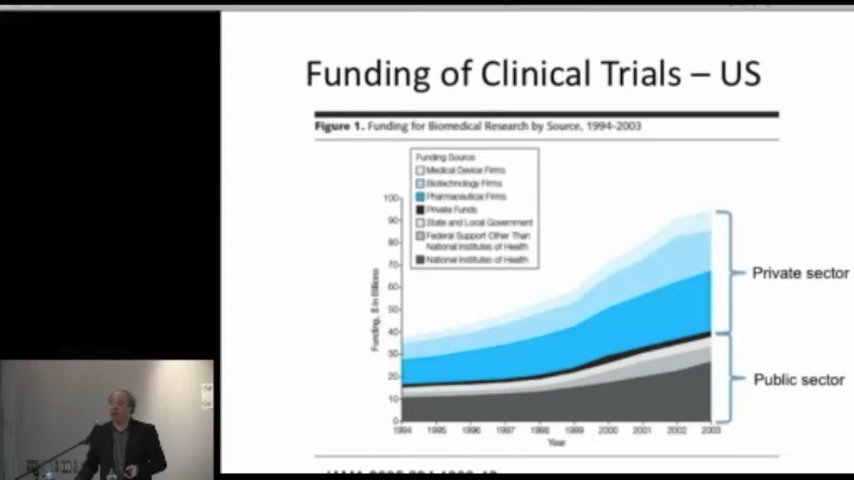 Funding of Clinical Trials – US
Figure 1. Funding for Biomedical Research by Source, 1994-2003
Funding Source
Medical Device Firms
Biotechnology Firms
Pharmaceutical Firms
Private Funds
State and Local Government
Federal Support Other Than
National Institutes of Health
National Institutes of Health
Funding, $ in Billions
100
90
80
70
60
50
40
30
20
10
0
1994 1995 1996 1997 1998 1999 2000 2001 2002 2003
Year
Private sector
Public sector